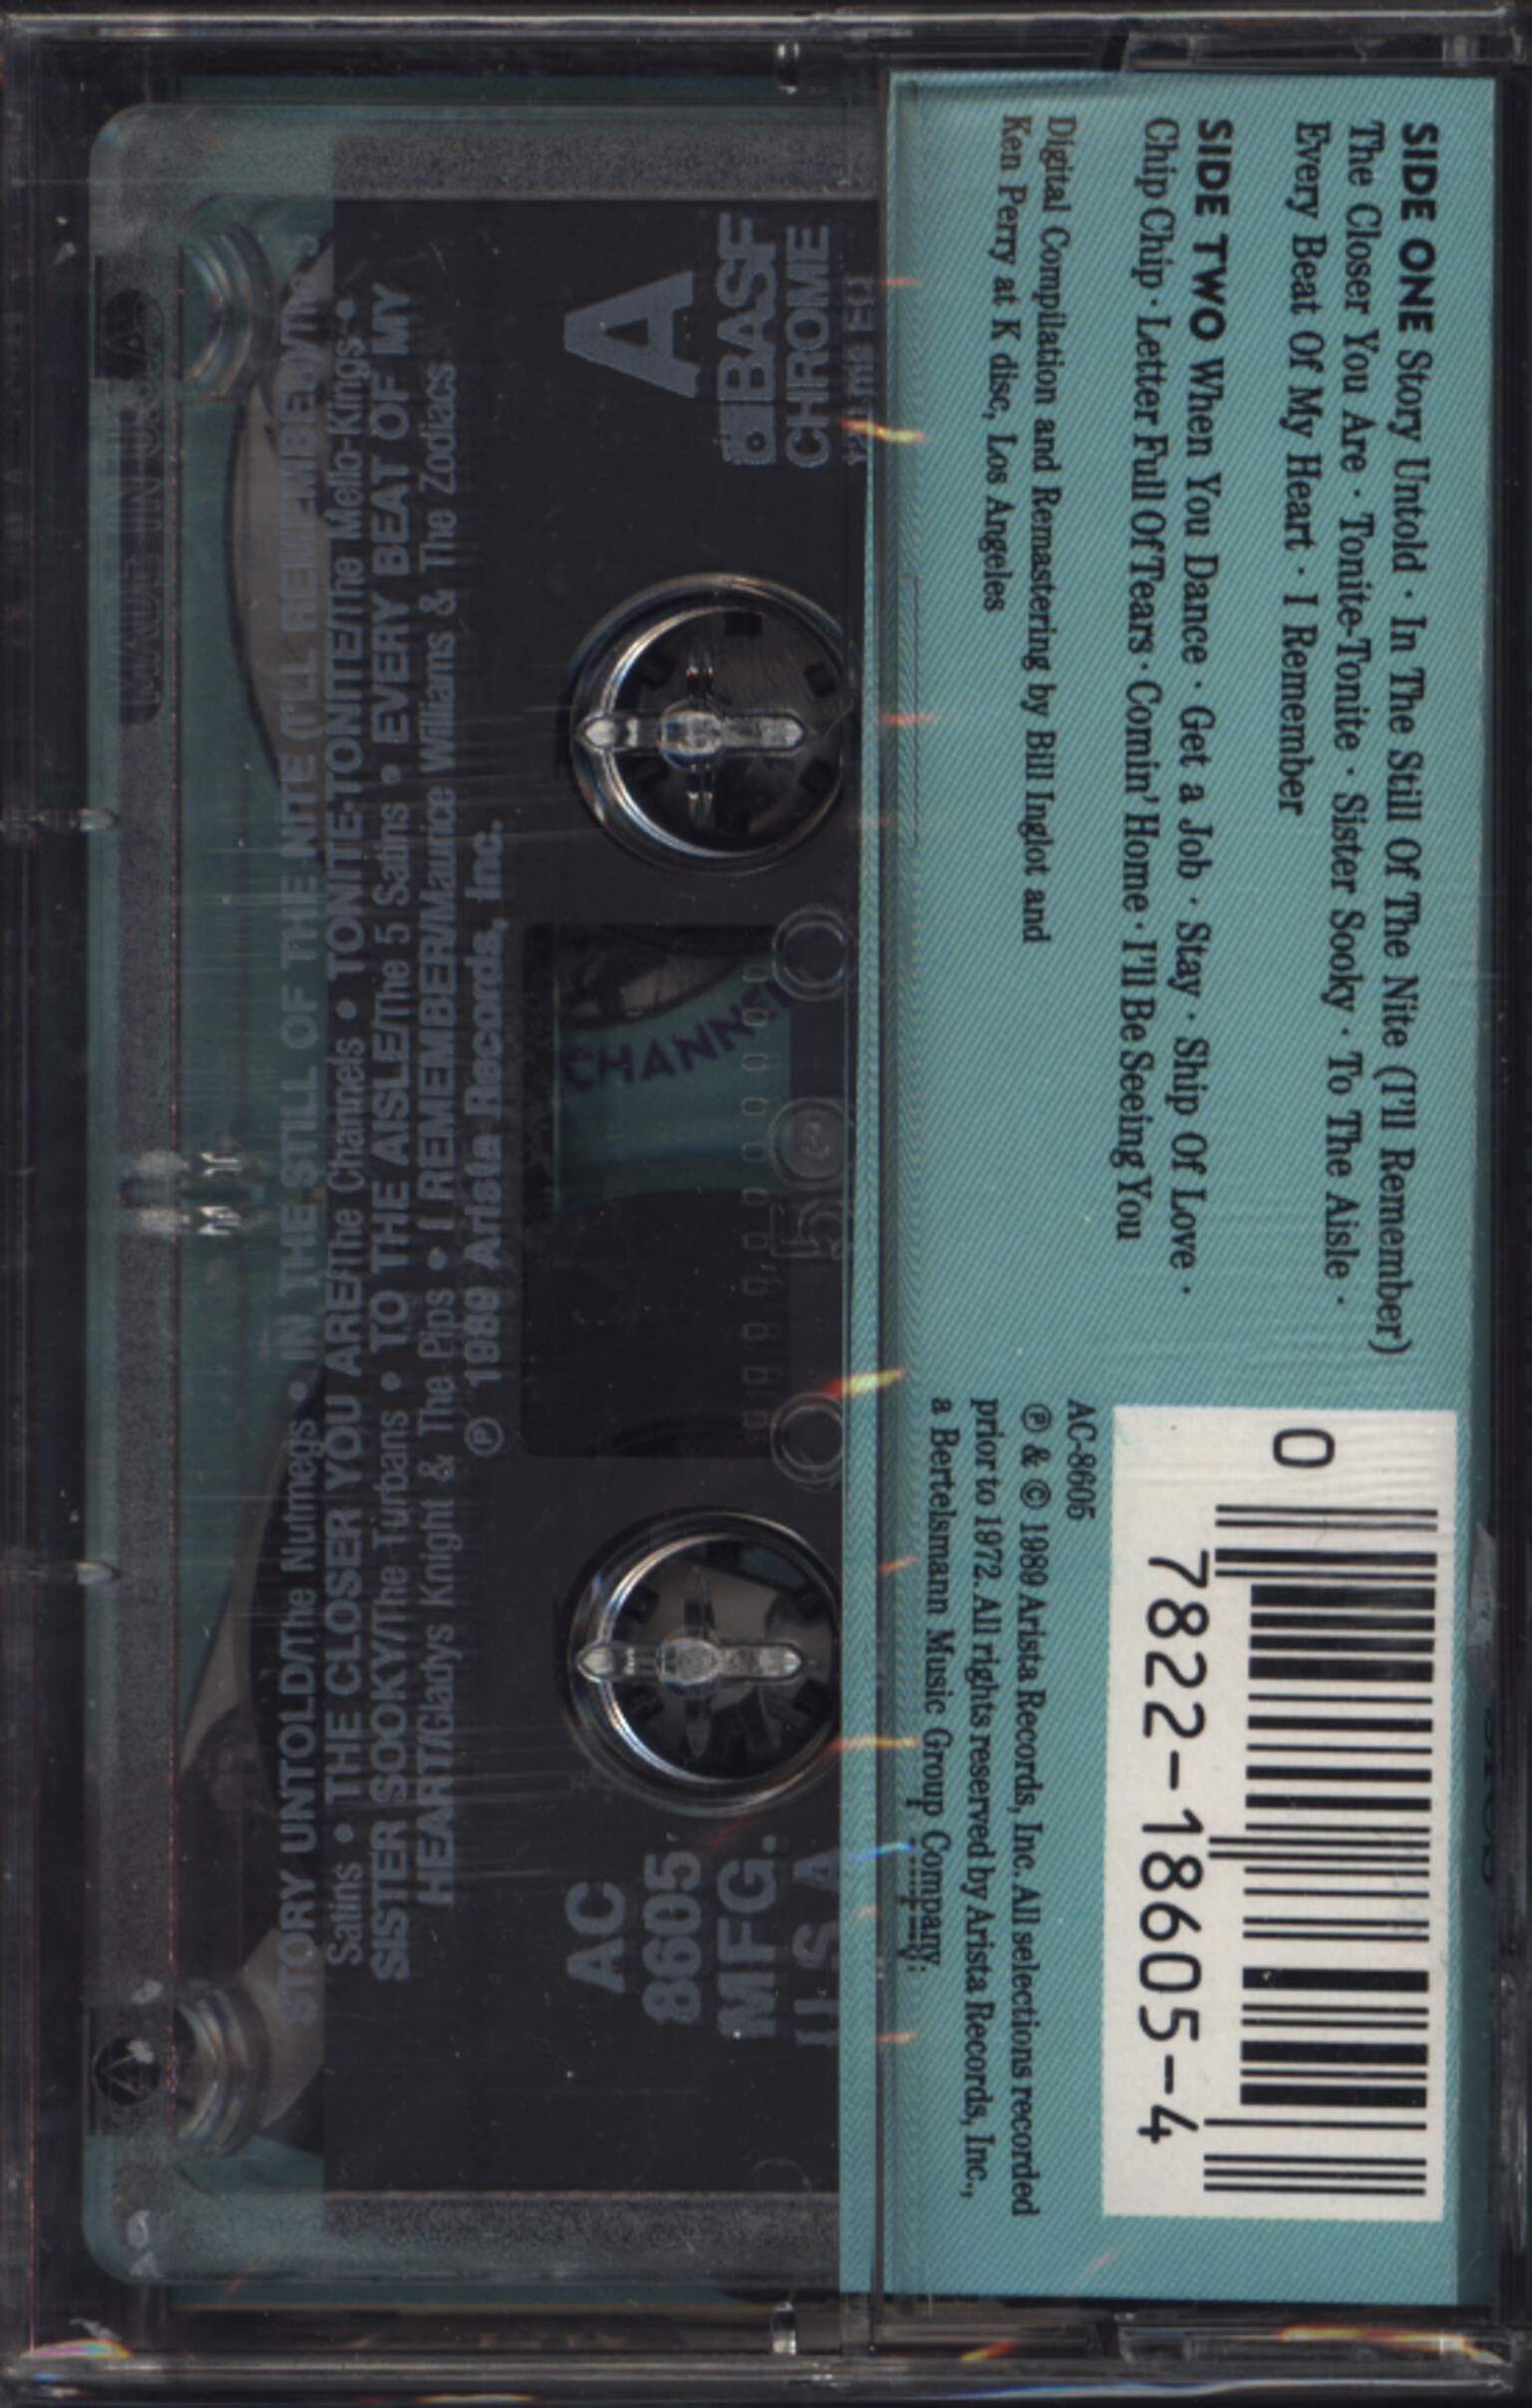 SIDE ONE Story Untold · In The Still Of The Nite (I'll Remember)
The Closer You Are · Tonite-Tonite · Sister Sooky · To The Aisle ·
Every Beat Of My Heart · I Remember
SIDE TWO When You Dance · Get a Job · Stay · Ship Of Love ·
Chip Chip · Letter Full Of Tears · Comin' Home · I'll Be Seeing You
Digital Compilation and Remastering by Bill Inglot and
Ken Perry at K disc, Los Angeles
0
7822-18605-4
AC-8605
℗ & © 1989 Arista Records, Inc. All selections recorded
prior to 1972. All rights reserved by Arista Records, Inc.,
a Bertelsmann Music Group Company.
CHROME
BASF
A
U S A
MFG.
8605
AC
CHANN
℗ 1989 Arista Records, Inc.
HEART/Gladys Knight & The Pips • I REMEMBER/Maurice Williams & The Zodiacs
SISTER SOOKY/The Turbans • TO THE AISLE/The 5 Satins • EVERY BEAT OF MY
Satins • THE CLOSER YOU ARE/The Channels • TONITE-TONITE/The Mello-Kings •
STORY UNTOLD/The Nutmegs • IN THE STILL OF THE NITE (I'LL REMEMBER)/The